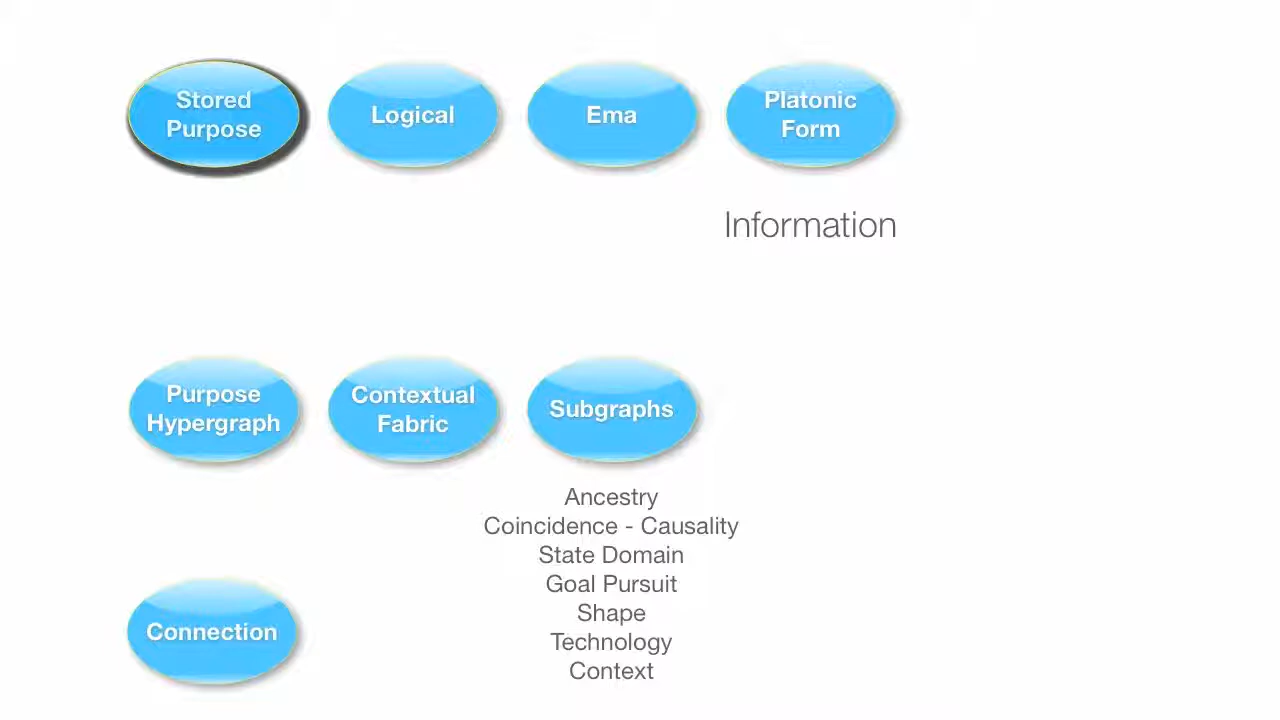 Stored
Purpose
Logical
Ema
Platonic
Form
Information
Purpose
Hypergraph
Contextual
Fabric
Subgraphs
Ancestry
Coincidence - Causality
State Domain
Goal Pursuit
Shape
Technology
Context
Connection